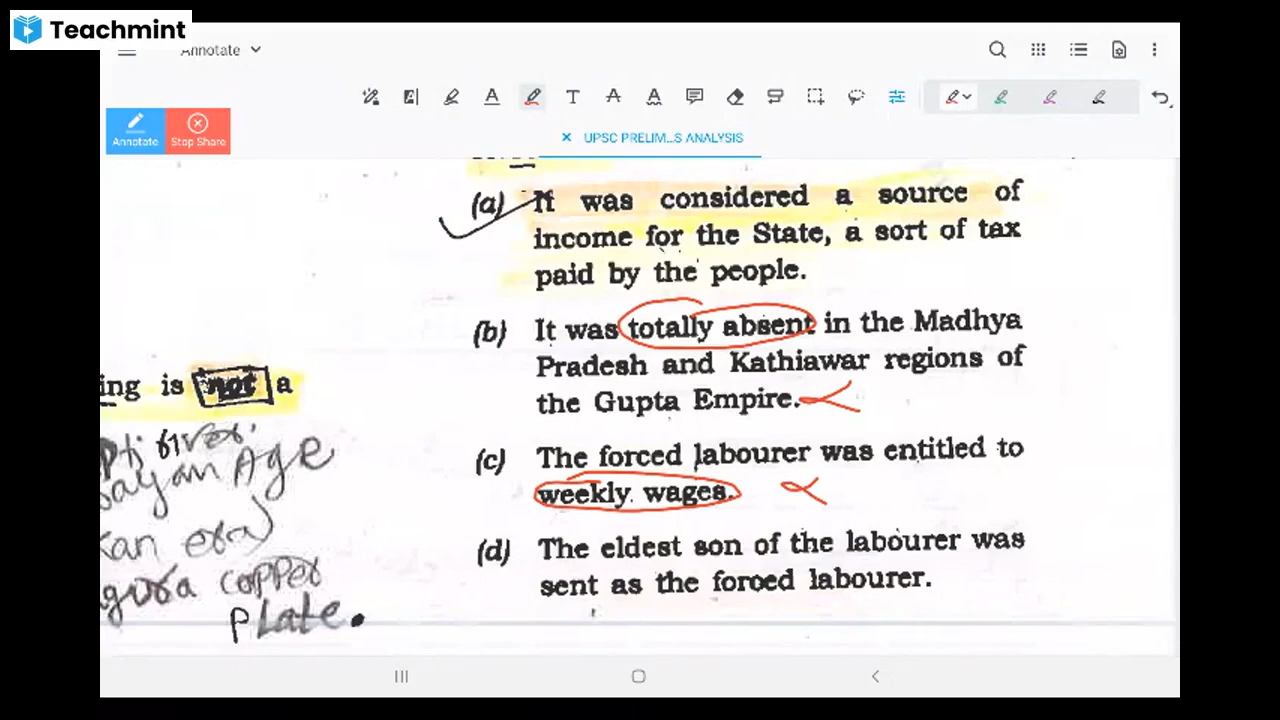 Teachmint
Annotate
Annotate
Stop Share
UPSC PRELIM...S ANALYSIS
(a) It was considered a source of
income for the State, a sort of tax
paid by the people.
(b) It was totally absent in the Madhya
Pradesh and Kathiawar regions of
the Gupta Empire.
(c) The forced labourer was entitled to
weekly wages.
(d) The eldest son of the labourer was
sent as the forced labourer.
ing is not a
Age
era)
copper
Plate.